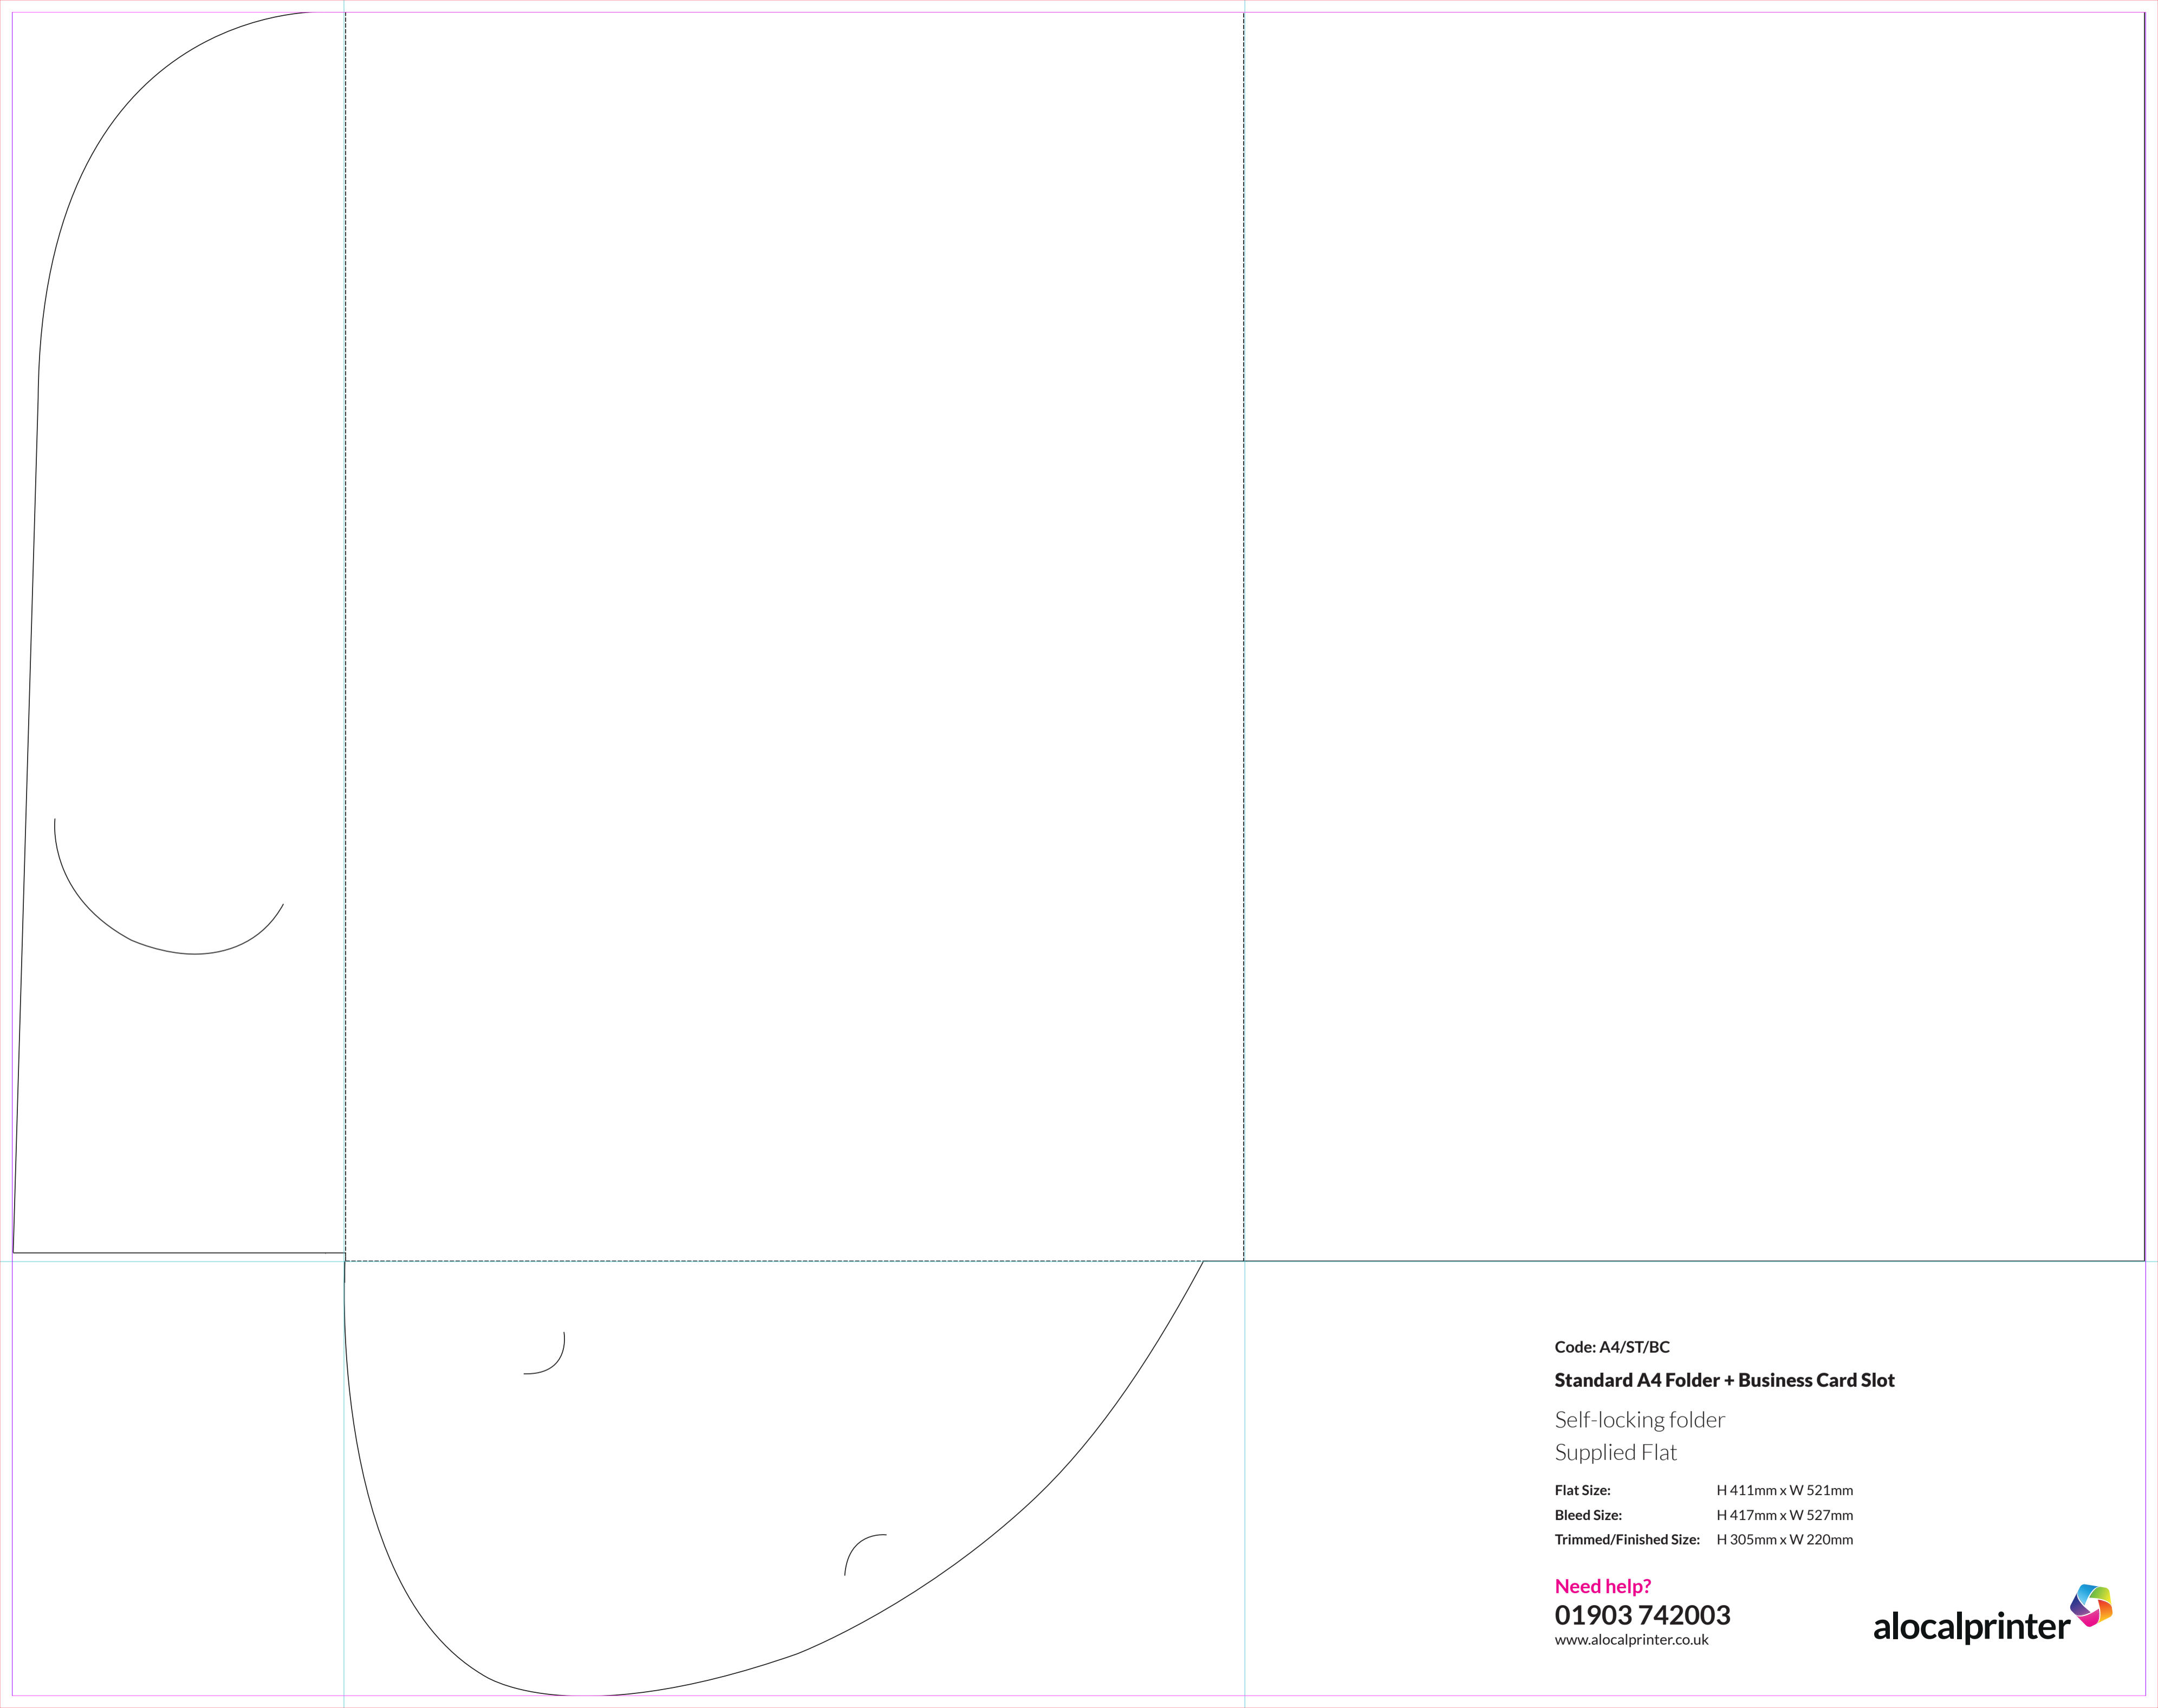 Code: A4/ST/BC
Standard A4 Folder + Business Card Slot
Self-locking folder
Supplied Flat
Flat Size: H 411mm x W 521mm
Bleed Size: H 417mm x W 527mm
Trimmed/Finished Size: H 305mm x W 220mm
Need help?
01903 742003
www.alocalprinter.co.uk
alocalprinter